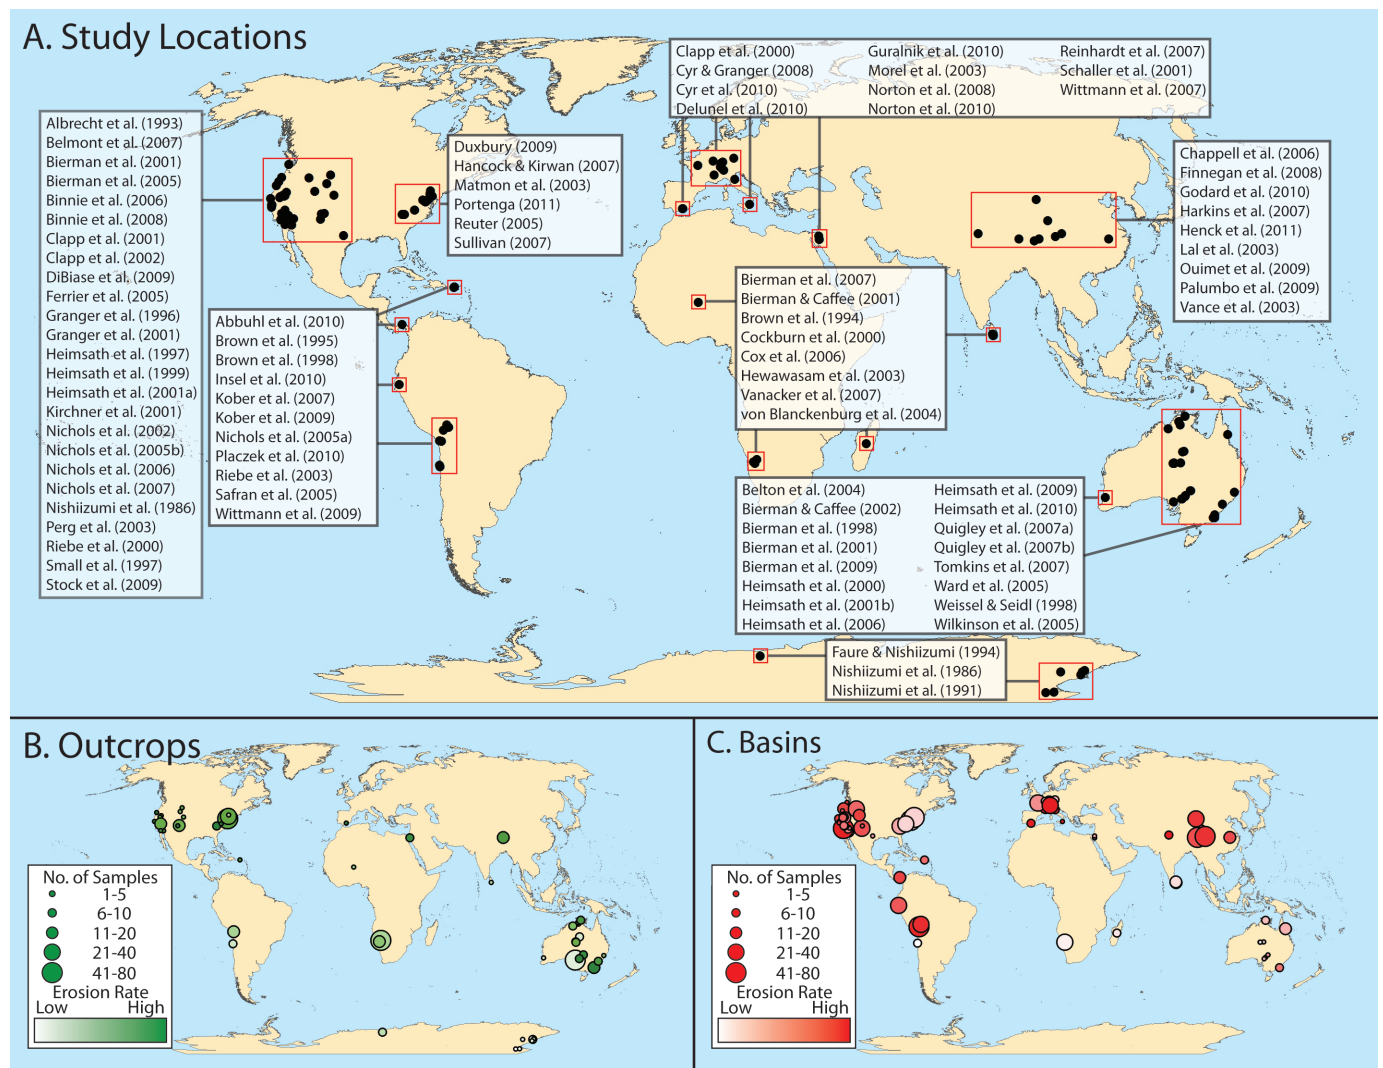 A. Study Locations
Clapp et al. (2000)
Cyr & Granger (2008)
Cyr et al. (2010)
Delunel et al. (2010)
Guralnik et al. (2010)
Morel et al. (2003)
Norton et al. (2008)
Norton et al. (2010)
Reinhardt et al. (2007)
Schaller et al. (2001)
Wittmann et al. (2007)
Albrecht et al. (1993)
Belmont et al. (2007)
Bierman et al. (2001)
Bierman et al. (2005)
Binnie et al. (2006)
Binnie et al. (2008)
Clapp et al. (2001)
Clapp et al. (2002)
DiBiase et al. (2009)
Ferrier et al. (2005)
Granger et al. (1996)
Granger et al. (2001)
Heimsath et al. (1997)
Heimsath et al. (1999)
Heimsath et al. (2001a)
Kirchner et al. (2001)
Nichols et al. (2002)
Nichols et al. (2005b)
Nichols et al. (2006)
Nichols et al. (2007)
Nishiizumi et al. (1986)
Perg et al. (2003)
Riebe et al. (2000)
Small et al. (1997)
Stock et al. (2009)
Duxbury (2009)
Hancock & Kirwan (2007)
Matmon et al. (2003)
Portenga (2011)
Reuter (2005)
Sullivan (2007)
Chappell et al. (2006)
Finnegan et al. (2008)
Godard et al. (2010)
Harkins et al. (2007)
Henck et al. (2011)
Lal et al. (2003)
Ouimet et al. (2009)
Palumbo et al. (2009)
Vance et al. (2003)
Abbuhl et al. (2010)
Brown et al. (1995)
Brown et al. (1998)
Insel et al. (2010)
Kober et al. (2007)
Kober et al. (2009)
Nichols et al. (2005a)
Placzek et al. (2010)
Riebe et al. (2003)
Safran et al. (2005)
Wittmann et al. (2009)
Bierman et al. (2007)
Bierman & Caffee (2001)
Brown et al. (1994)
Cockburn et al. (2000)
Cox et al. (2006)
Hewawasam et al. (2003)
Vanacker et al. (2007)
von Blanckenburg et al. (2004)
Belton et al. (2004)
Bierman & Caffee (2002)
Bierman et al. (1998)
Bierman et al. (2001)
Bierman et al. (2009)
Heimsath et al. (2000)
Heimsath et al. (2001b)
Heimsath et al. (2006)
Heimsath et al. (2009)
Heimsath et al. (2010)
Quigley et al. (2007a)
Quigley et al. (2007b)
Tomkins et al. (2007)
Ward et al. (2005)
Weissel & Seidl (1998)
Wilkinson et al. (2005)
Faure & Nishiizumi (1994)
Nishiizumi et al. (1986)
Nishiizumi et al. (1991)
B. Outcrops
No. of Samples
1-5
6-10
11-20
21-40
41-80
Erosion Rate
Low High
C. Basins
No. of Samples
1-5
6-10
11-20
21-40
41-80
Erosion Rate
Low High